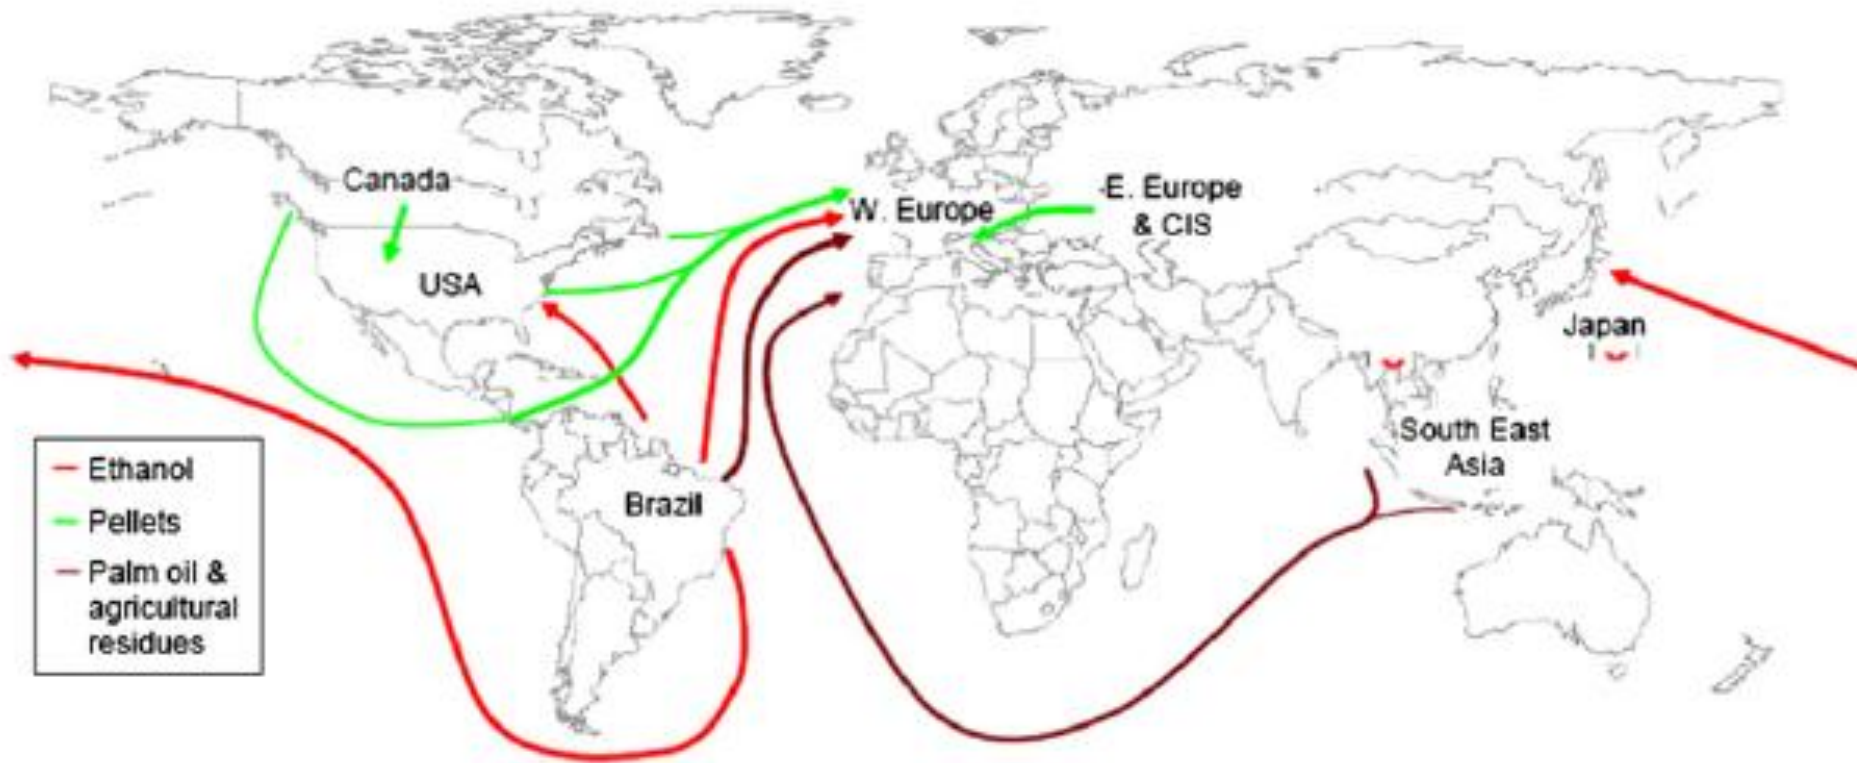 Canada
W. Europe
-E. Europe
& CIS
USA
Japan
South East
Asia
Brazil
Ethanol
Pellets
Palm oil &
agricultural
residues